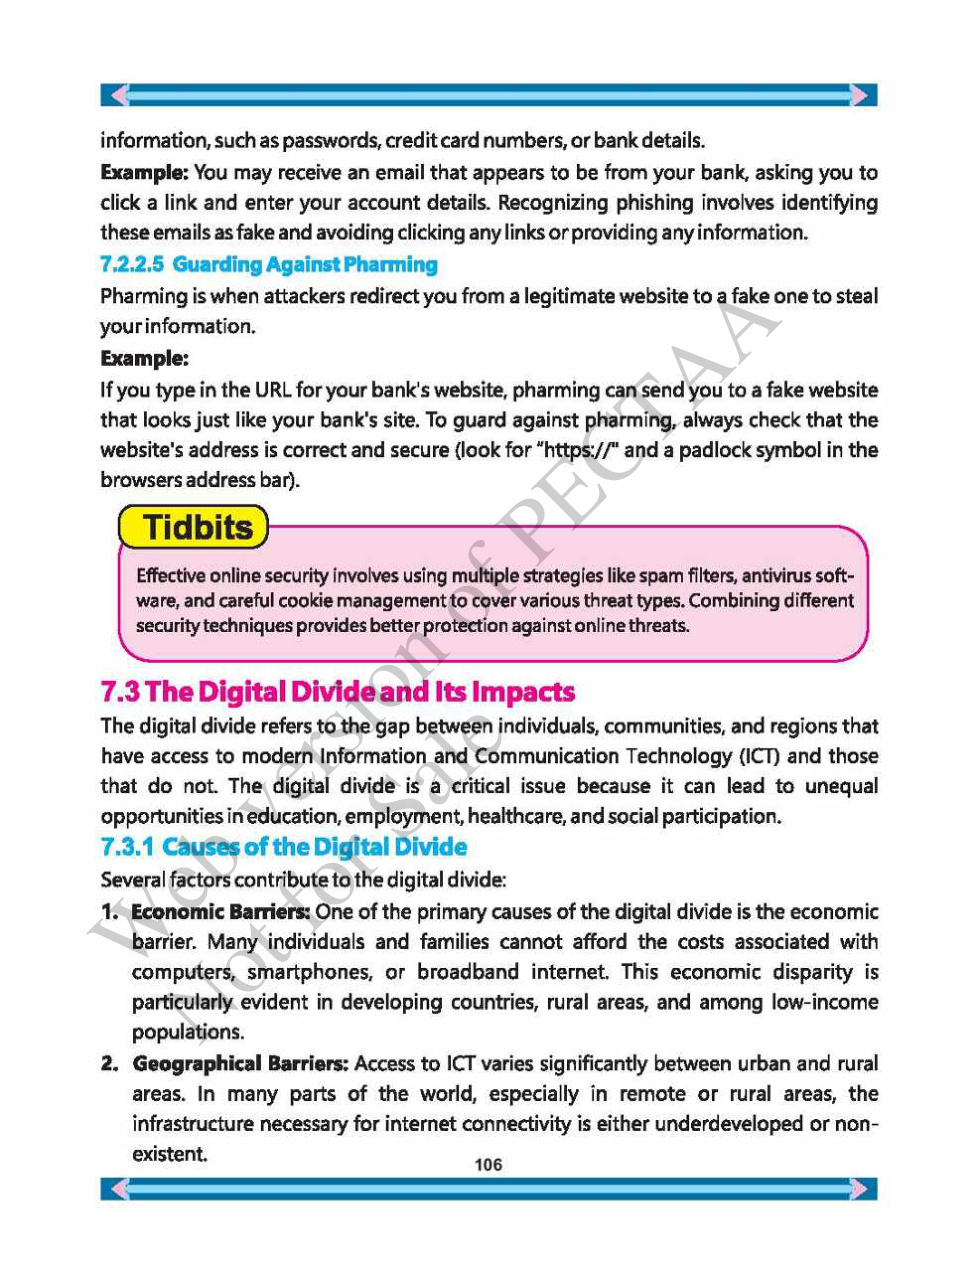 information, such as passwords, credit card numbers, or bank details.
Example: You may receive an email that appears to be from your bank, asking you to
click a link and enter your account details. Recognizing phishing involves identifying
these emails as fake and avoiding clicking any links or providing any information.
7.2.2.5 Guarding Against Pharming
Pharming is when attackers redirect you from a legitimate website to a fake one to steal
your information.
Example:
If you type in the URL for your bank's website, pharming can send you to a fake website
that looks just like your bank's site. To guard against pharming, always check that the
website's address is correct and secure (look for "https://" and a padlock symbol in the
browsers address bar).
Tidbits
Effective online security involves using multiple strategies like spam filters, antivirus soft-
ware, and careful cookie management to cover various threat types. Combining different
security techniques provides better protection against online threats.
7.3 The Digital Divide and Its Impacts
The digital divide refers to the gap between individuals, communities, and regions that
have access to modern Information and Communication Technology (ICT) and those
that do not. The digital divide is a critical issue because it can lead to unequal
opportunities in education, employment, healthcare, and social participation.
7.3.1 Causes of the Digital Divide
Several factors contribute to the digital divide:
1. Economic Barriers: One of the primary causes of the digital divide is the economic
barrier. Many individuals and families cannot afford the costs associated with
computers, smartphones, or broadband internet. This economic disparity is
particularly evident in developing countries, rural areas, and among low-income
populations.
2. Geographical Barriers: Access to ICT varies significantly between urban and rural
areas. In many parts of the world, especially in remote or rural areas, the
infrastructure necessary for internet connectivity is either underdeveloped or non-
existent.
106
Web version of PECTAA
Not for Sale